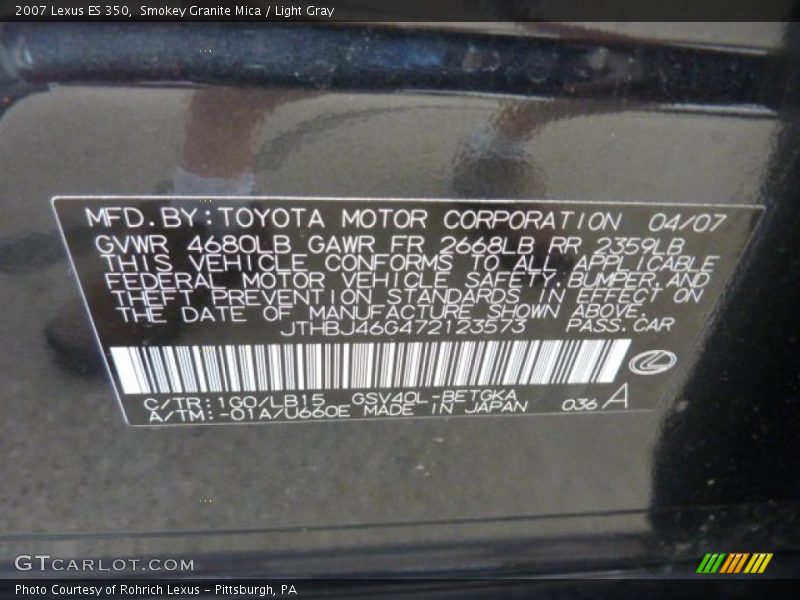 2007 Lexus ES 350, Smokey Granite Mica / Light Gray
MFD. BY: TOYOTA MOTOR CORPORATION 04/07
GVWR 4680LB GAWR FR 2668LB RR 2359LB
THIS VEHICLE CONFORMS TO ALL APPLICABLE
FEDERAL MOTOR VEHICLE SAFETY, BUMPER, AND
THEFT PREVENTION STANDARDS IN EFFECT ON
THE DATE OF MANUFACTURE SHOWN ABOVE.
JTHBJ46G472123573 PASS. CAR
C/TR: 1G0/LB15 GSV40L-BETGKA
A/TM: -01A/U660E MADE IN JAPAN 036 A
GTCARLOT.COM
Photo Courtesy of Rohrich Lexus - Pittsburgh, PA